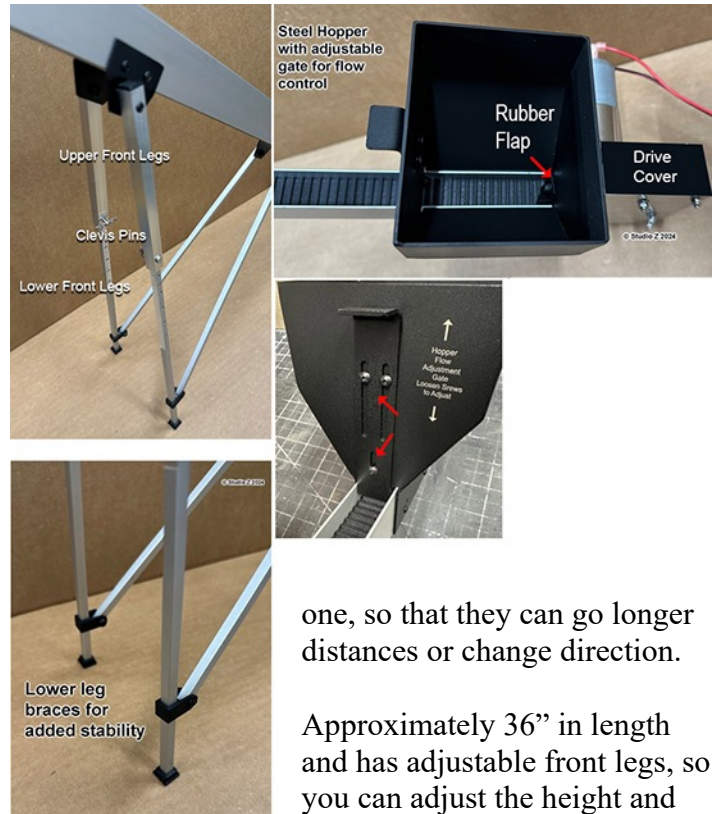 Upper Front Legs
Clevis Pins
Lower Front Legs
Steel Hopper
with adjustable
gate for flow
control
Rubber
Flap
Drive
Cover
© Studio Z 2024
Hopper
Flow
Adjustment
Gate
Loosen Srews
to Adjust
© Studio Z 2024
Lower leg
braces for
added stability
one, so that they can go longer
distances or change direction.
Approximately 36” in length
and has adjustable front legs, so
you can adjust the height and